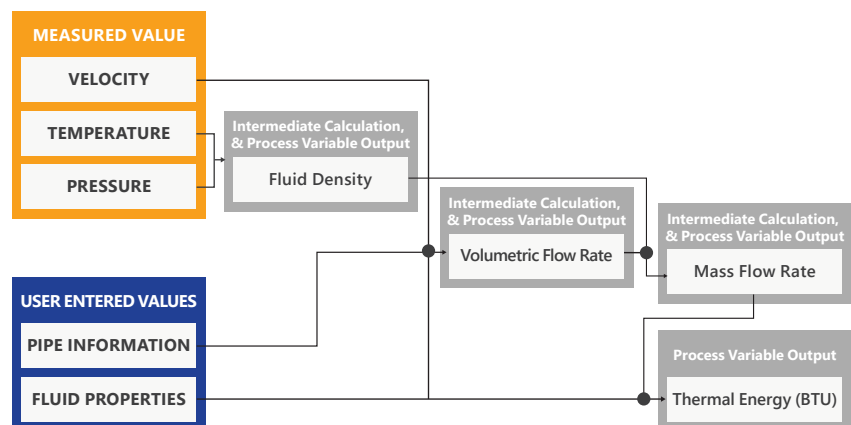 MEASURED VALUE
VELOCITY
TEMPERATURE
PRESSURE
Intermediate Calculation,
& Process Variable Output
Fluid Density
Intermediate Calculation,
& Process Variable Output
Volumetric Flow Rate
Intermediate Calculation,
& Process Variable Output
Mass Flow Rate
USER ENTERED VALUES
PIPE INFORMATION
FLUID PROPERTIES
Process Variable Output
Thermal Energy (BTU)